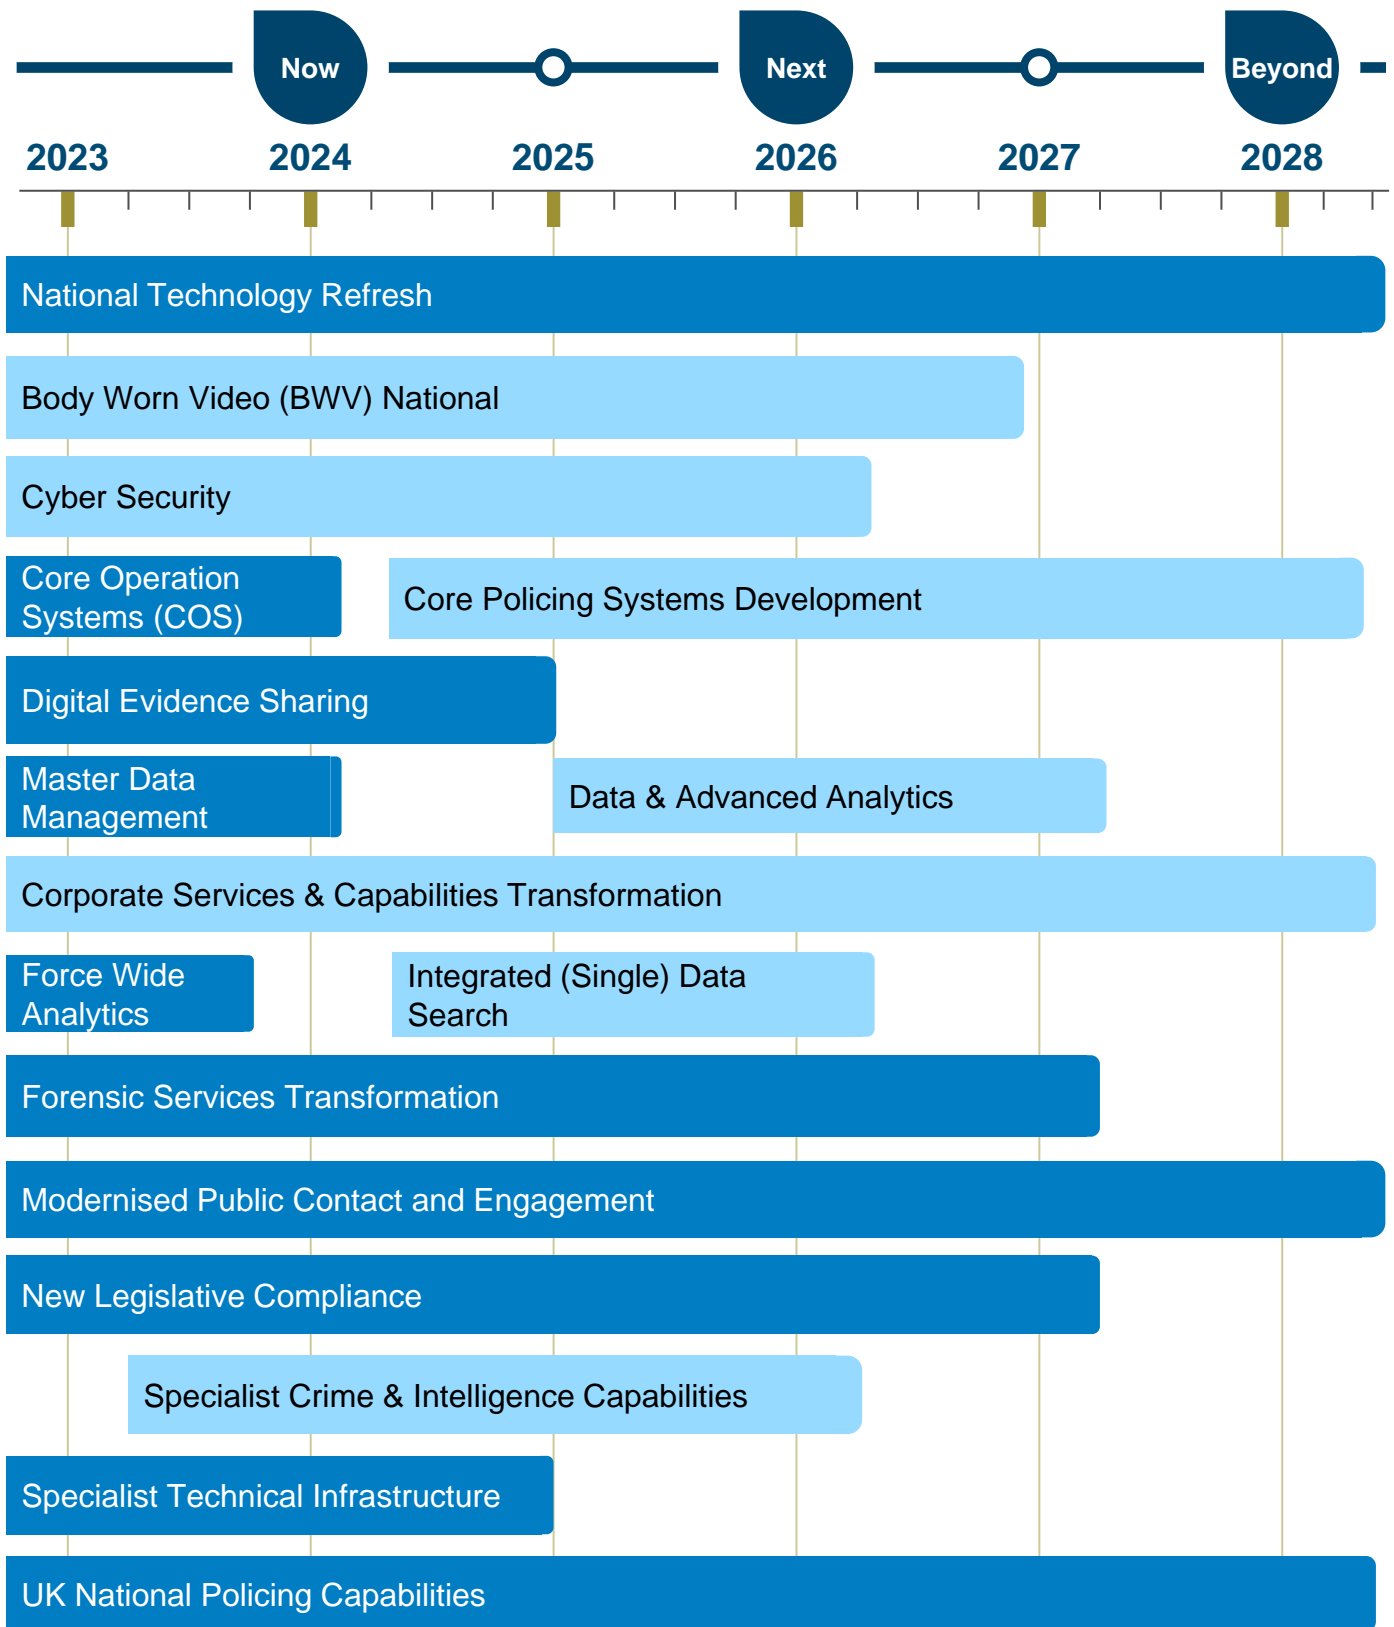 Now Next Beyond
2023 2024 2025 2026 2027 2028
National Technology Refresh
Body Worn Video (BWV) National
Cyber Security
Core Operation
Systems (COS)
Core Policing Systems Development
Digital Evidence Sharing
Master Data
Management
Data & Advanced Analytics
Corporate Services & Capabilities Transformation
Force Wide
Analytics
Integrated (Single) Data
Search
Forensic Services Transformation
Modernised Public Contact and Engagement
New Legislative Compliance
Specialist Crime & Intelligence Capabilities
Specialist Technical Infrastructure
UK National Policing Capabilities